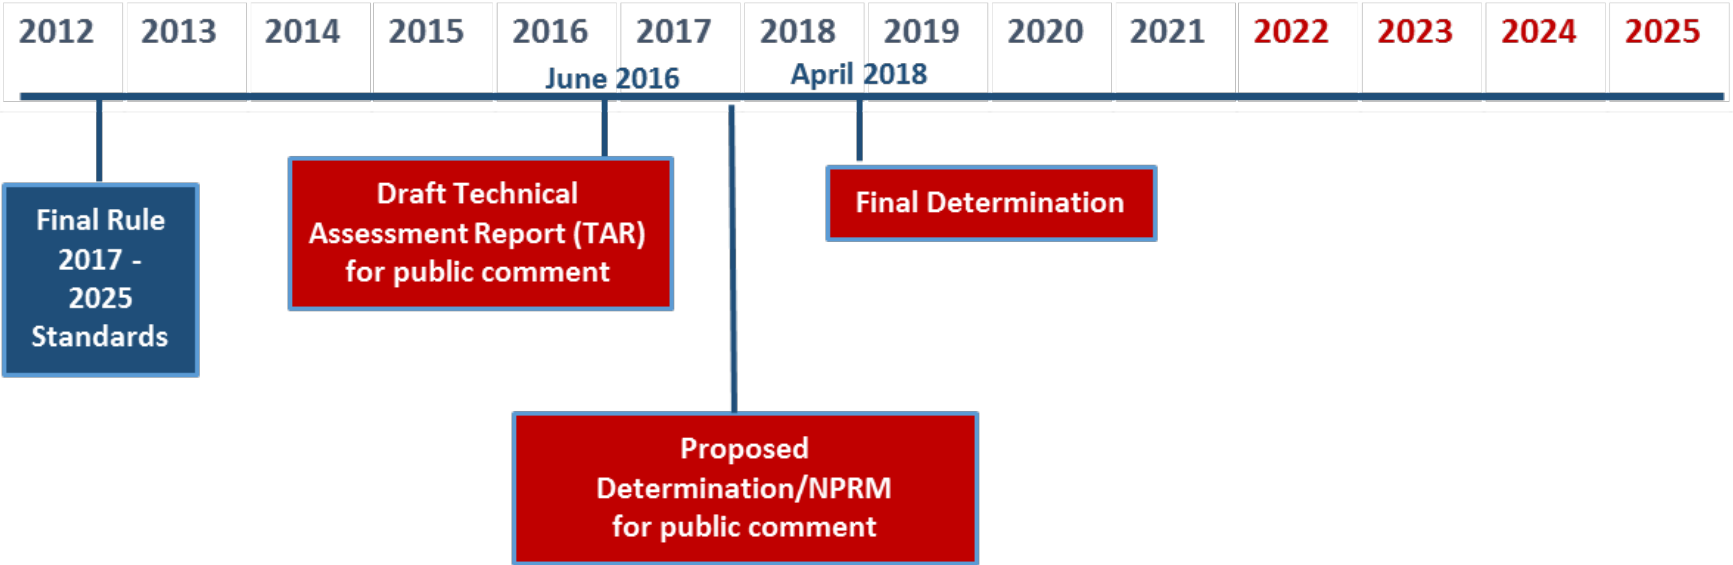 2012 2013 2014 2015 2016 2017 2018 2019 2020 2021 2022 2023 2024 2025
June 2016 April 2018
Final Rule
2017 -
2025
Standards
Draft Technical
Assessment Report (TAR)
for public comment
Final Determination
Proposed
Determination/NPRM
for public comment